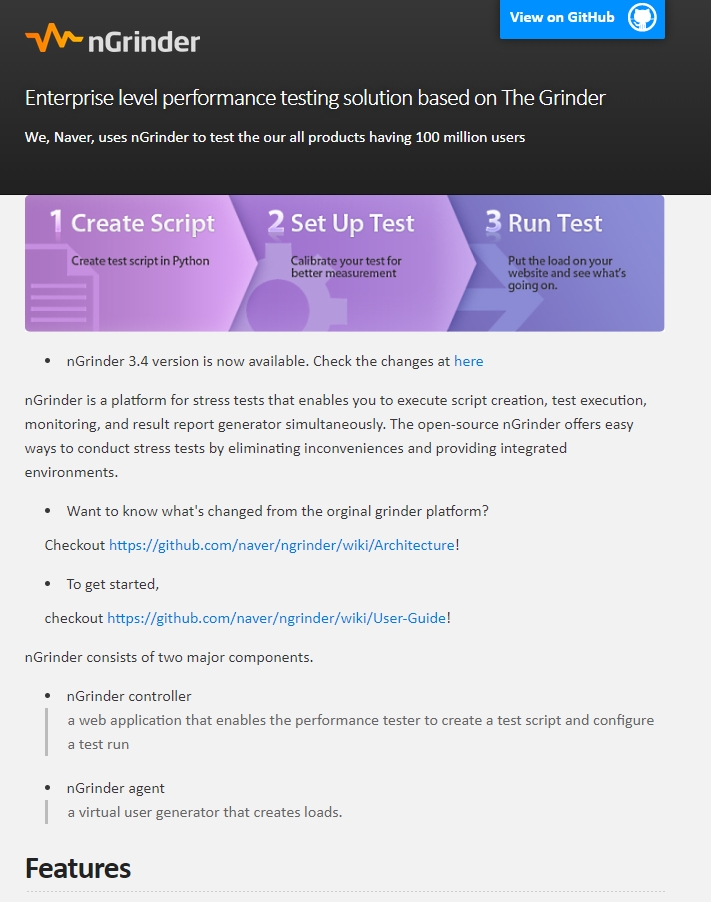 View on GitHub
nGrinder
Enterprise level performance testing solution based on The Grinder
We, Naver, uses nGrinder to test the our all products having 100 million users
1 Create Script
Create test script in Python
2 Set Up Test
Calibrate your test for
better measurement
3 Run Test
Put the load on your
website and see what's
going on.
• nGrinder 3.4 version is now available. Check the changes at here
nGrinder is a platform for stress tests that enables you to execute script creation, test execution,
monitoring, and result report generator simultaneously. The open-source nGrinder offers easy
ways to conduct stress tests by eliminating inconveniences and providing integrated
environments.
• Want to know what's changed from the orginal grinder platform?
Checkout https://github.com/naver/ngrinder/wiki/Architecture!
• To get started,
checkout https://github.com/naver/ngrinder/wiki/User-Guide!
nGrinder consists of two major components.
• nGrinder controller
a web application that enables the performance tester to create a test script and configure
a test run
• nGrinder agent
a virtual user generator that creates loads.
Features